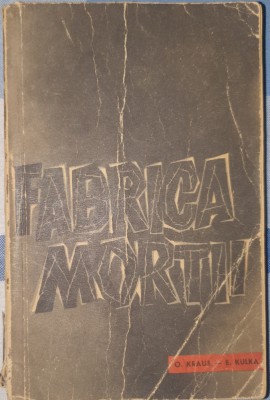 FABRICA
MORȚII
O. KRAUS - E. KULKA